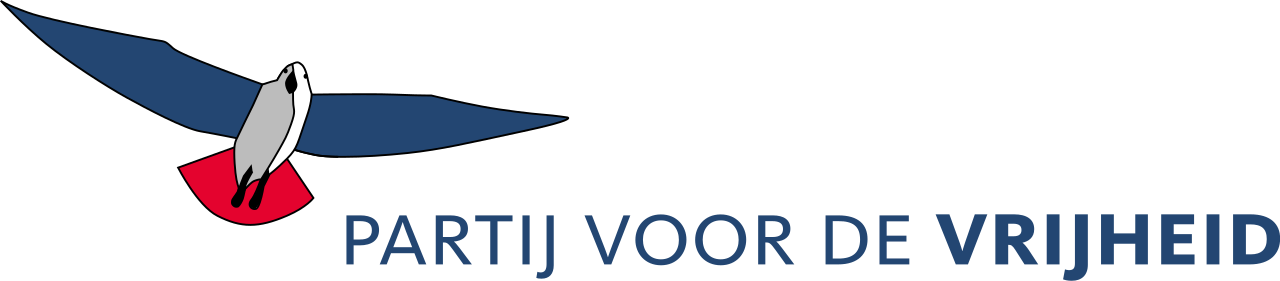 PARTIJ VOOR DE VRIJHEID